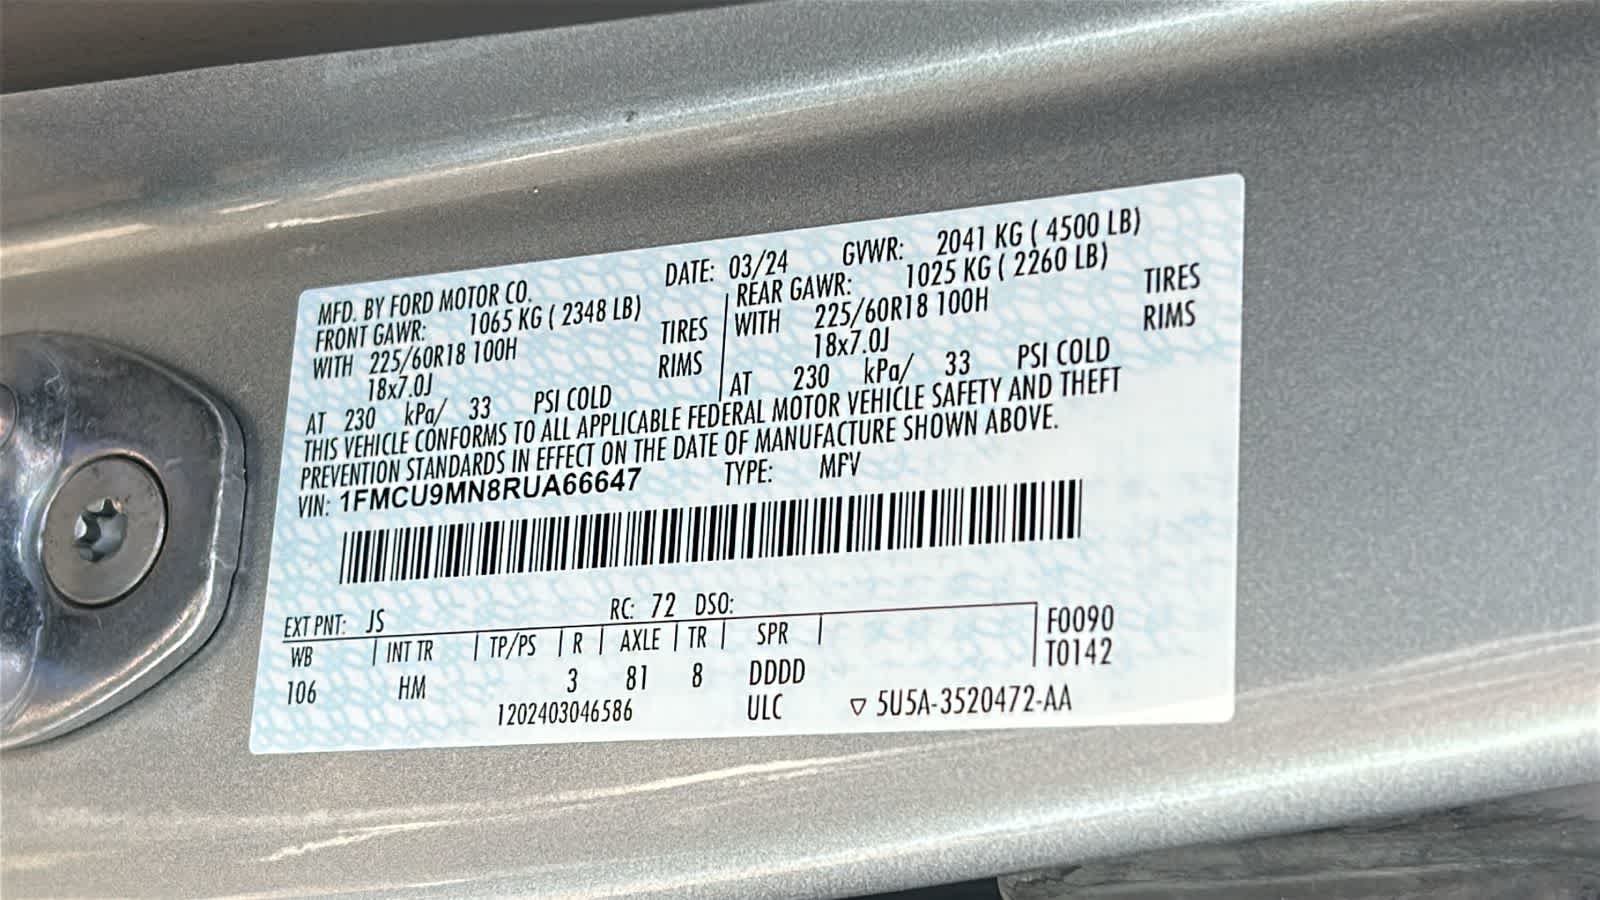 MFD. BY FORD MOTOR CO. DATE: 03/24 GVWR: 2041 KG ( 4500 LB)
FRONT GAWR: 1065 KG ( 2348 LB) REAR GAWR: 1025 KG ( 2260 LB)
WITH 225/60R18 100H TIRES WITH 225/60R18 100H TIRES
18x7.0J RIMS 18x7.0J RIMS
AT 230 kPa/ 33 PSI COLD AT 230 kPa/ 33 PSI COLD
THIS VEHICLE CONFORMS TO ALL APPLICABLE FEDERAL MOTOR VEHICLE SAFETY AND THEFT
PREVENTION STANDARDS IN EFFECT ON THE DATE OF MANUFACTURE SHOWN ABOVE.
VIN: 1FMCU9MN8RUA66647 TYPE: MPV
EXT PNT: JS RC: 72 DSO:
WB INT TR TP/PS R AXLE TR SPR F0090
106 HM 3 81 8 DDDD T0142
1202403046586 ULC ▽ 5U5A-3520472-AA